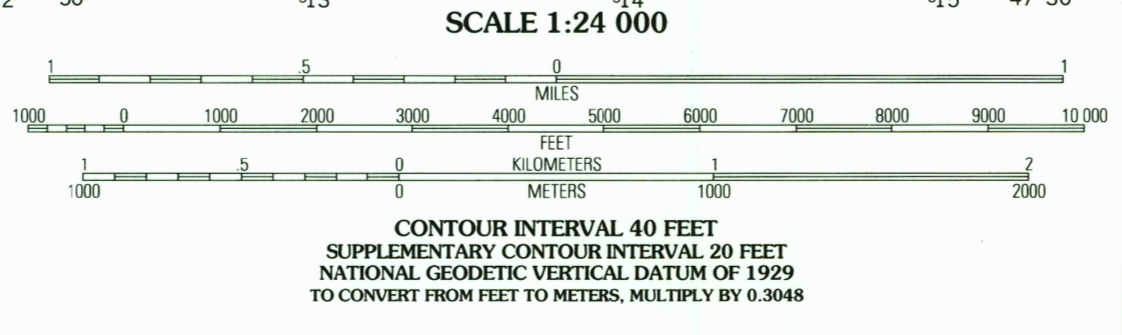 SCALE 1:24 000
1 .5 0 1
MILES
1000 0 1000 2000 3000 4000 5000 6000 7000 8000 9000 10 000
FEET
1 .5 0 KILOMETERS 1 2
1000 0 METERS 1000 2000
CONTOUR INTERVAL 40 FEET
SUPPLEMENTARY CONTOUR INTERVAL 20 FEET
NATIONAL GEODETIC VERTICAL DATUM OF 1929
TO CONVERT FROM FEET TO METERS, MULTIPLY BY 0.3048